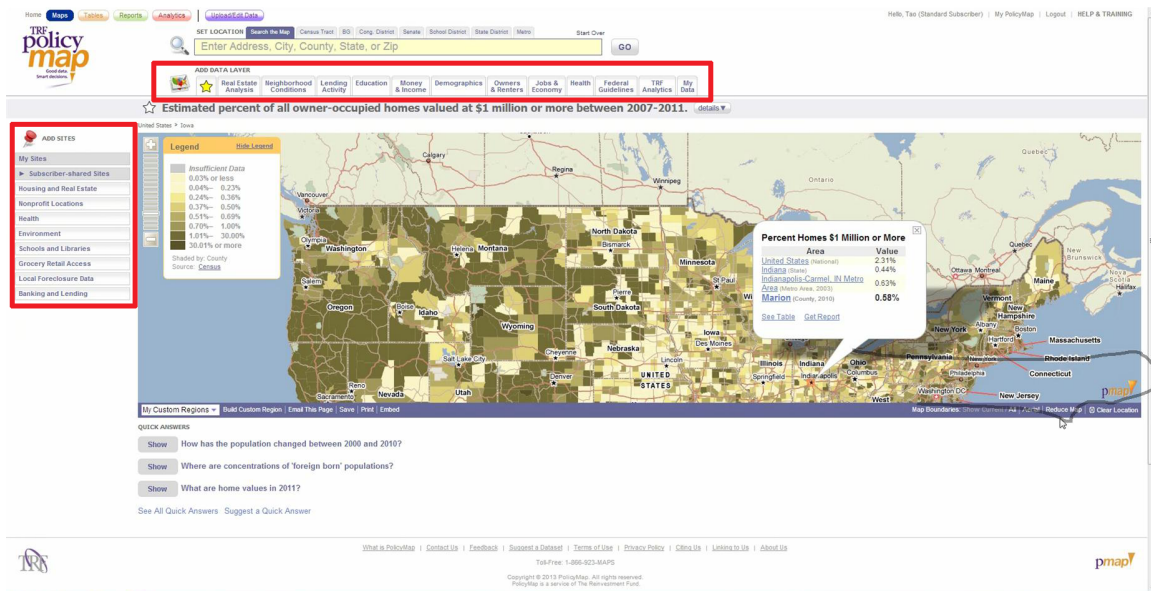 Home Maps Tables Reports Analytics Upload/Edit Data
Hello, Tao (Standard Subscriber) | My PolicyMap | Logout | HELP & TRAINING
TRF
policy
map
Good data.
Smart decisions.
SET LOCATION Search the Map Census Tract BG Cong. District Senate School District State District Metro Start Over
Enter Address, City, County, State, or Zip GO
ADD DATA LAYER
Real Estate Analysis Neighborhood Conditions Lending Activity Education Money & Income Demographics Owners & Renters Jobs & Economy Health Federal Guidelines TRF Analytics My Data
Estimated percent of all owner-occupied homes valued at $1 million or more between 2007-2011. details ▼
United States > Iowa
ADD SITES
My Sites
► Subscriber-shared Sites
Housing and Real Estate
Nonprofit Locations
Health
Environment
Schools and Libraries
Grocery Retail Access
Local Foreclosure Data
Banking and Lending
Legend Hide Legend
Insufficient Data
0.03% or less
0.04%– 0.23%
0.24%– 0.36%
0.37%– 0.50%
0.51%– 0.69%
0.70%– 1.00%
1.01%– 30.00%
30.01% or more
Shaded by: County
Source: Census
Calgary
Regina
Winnipeg
Ontario
Quebec
Vancouver
Victoria
Olympia
Washington
Helena Montana
North Dakota
Bismarck
Minnesota
Salem
St Paul
Pierre
South Dakota
Oregon
Boise
Idaho
Wyoming
Iowa
Des Moines
Nebraska
Lincoln
Salt Lake City
Cheyenne
Denver
UNITED
STATES
Reno
Sacramento
Nevada
Utah
Percent Homes $1 Million or More
Area Value
United States (National) 2.31%
Indiana (State) 0.44%
Indianapolis-Carmel, IN Metro Area (Metro Area, 2003) 0.63%
Marion (County, 2010) 0.58%
See Table Get Report
Quebec
New Brunswick
Ottawa Montreal
Nova Scotia
Halifax
Maine
Vermont
New Hampshire
New York
Albany
Boston
Hartford
Massachusetts
Illinois
Indiana
Ohio
Pennsylvania
New York
Rhode Island
Springfield
Indianapolis
Columbus
Philadelphia
Connecticut
Washington DC
West
New Jersey
pmap
My Custom Regions Build Custom Region | Email This Page | Save | Print | Embed
Map Boundaries: Reduce Map | Clear Location
QUICK ANSWERS
Show How has the population changed between 2000 and 2010?
Show Where are concentrations of 'foreign born' populations?
Show What are home values in 2011?
See All Quick Answers Suggest a Quick Answer
TRF
What is PolicyMap | Contact Us | Feedback | Suggest a Dataset | Terms of Use | Privacy Policy | Citing Us | Linking to Us | About Us
Toll-Free: 1-866-923-MAPS
Copyright © 2013 PolicyMap. All rights reserved.
PolicyMap is a service of The Reinvestment Fund.
pmap